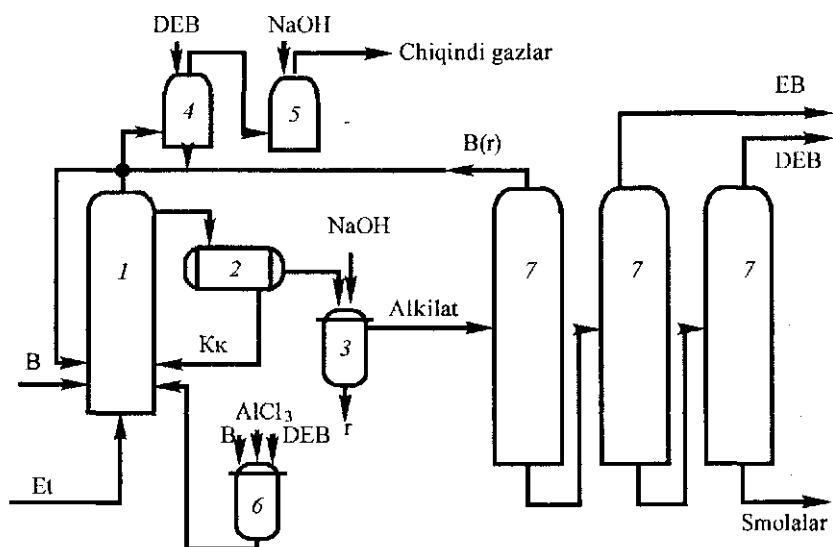 DEB
NaOH
Chiqindi gazlar
4
5
EB
DEB
B(r)
NaOH
1
2
7
7
7
Alkilat
3
Kк
B
r
AlCl₃
B
DEB
Et
6
Smolalar